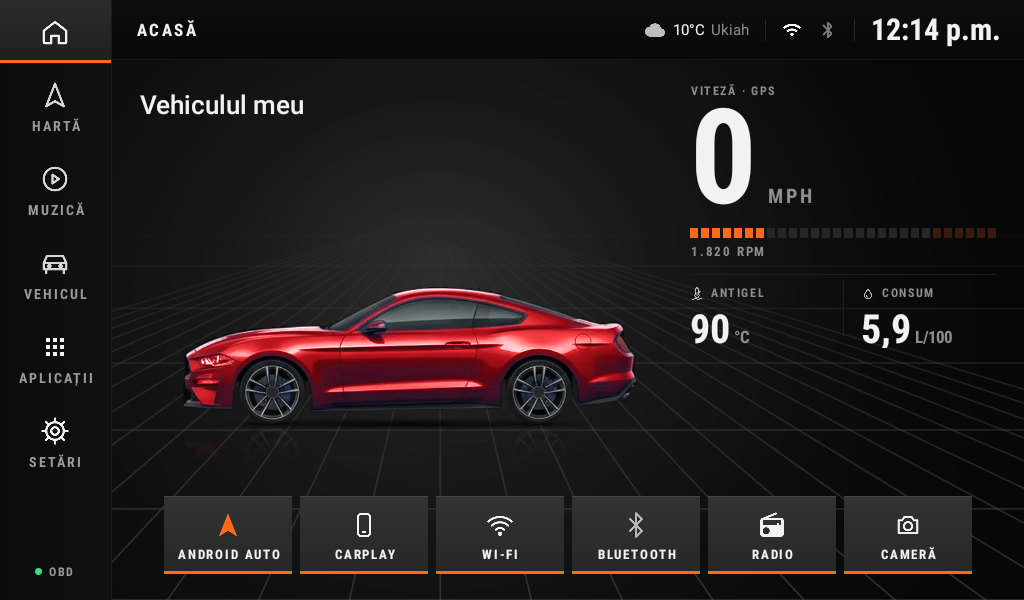 ACASĂ
10°C Ukiah
12:14 p.m.
HARTĂ
MUZICĂ
VEHICUL
APLICAȚII
SETĂRI
OBD
Vehiculul meu
VITEZĂ · GPS
0 MPH
1.820 RPM
ANTIGEL
90 °C
CONSUM
5,9 L/100
ANDROID AUTO
CARPLAY
WI-FI
BLUETOOTH
RADIO
CAMERĂ